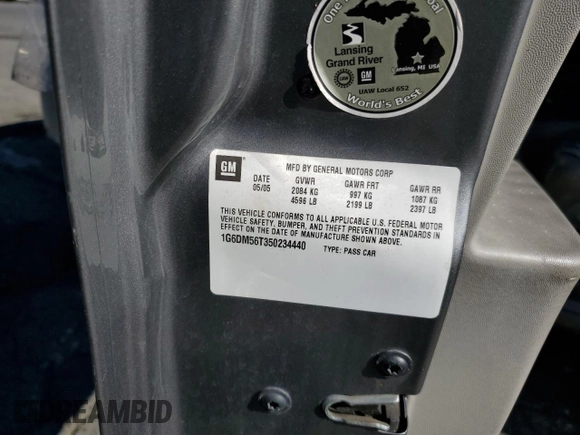 Lansing
Grand River
Lansing, MI USA
UAW
GM
UAW Local 652
World's Best
GM
MFD BY GENERAL MOTORS CORP
DATE GVWR GAWR FRT GAWR RR
05/05 2084 KG 997 KG 1087 KG
4596 LB 2199 LB 2397 LB
THIS VEHICLE CONFORMS TO ALL APPLICABLE U.S. FEDERAL MOTOR
VEHICLE SAFETY, BUMPER, AND THEFT PREVENTION STANDARDS IN
EFFECT ON THE DATE OF MANUFACTURE SHOWN ABOVE.
1G6DM56T350234440
TYPE: PASS CAR
DREAMBID